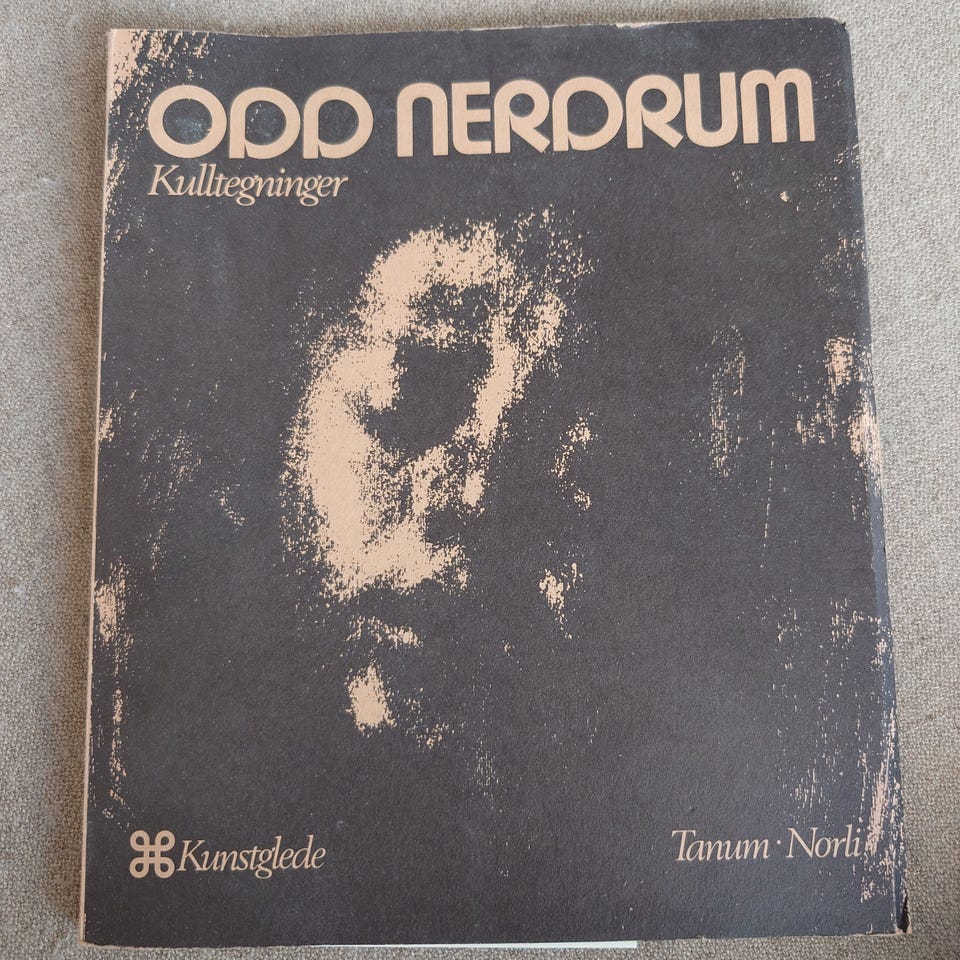 ODD NERDRUM
Kulltegninger
⌘ Kunstglede
Tanum · Norli